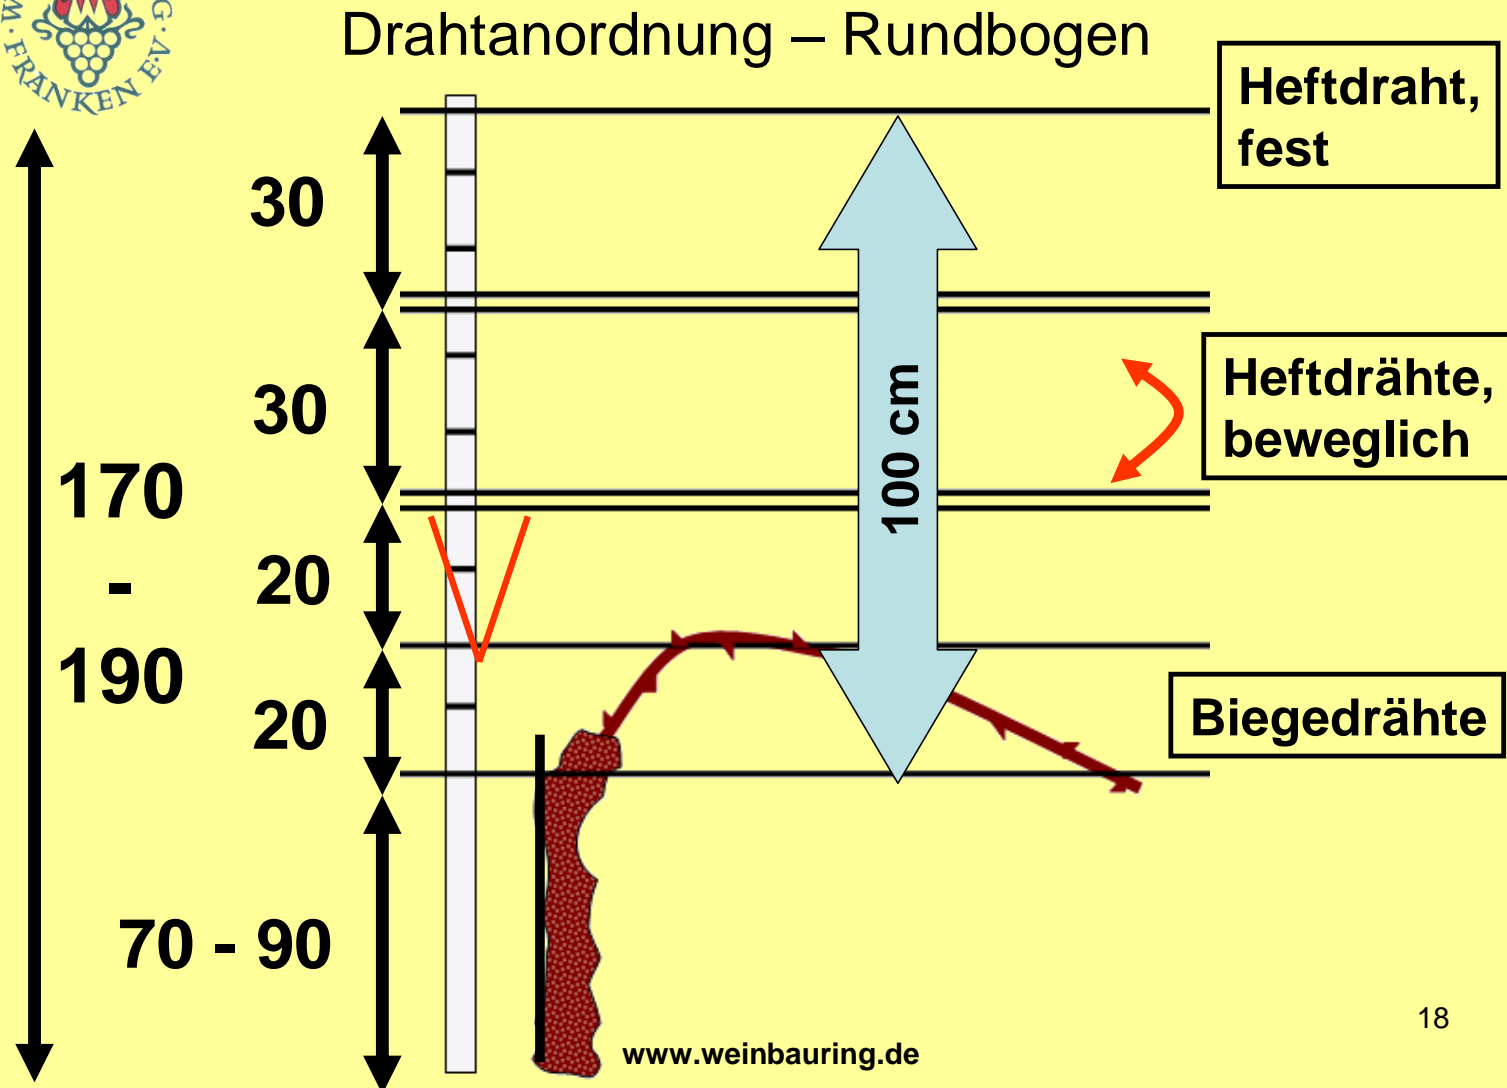 Drahtanordnung – Rundbogen
FRANKEN E.V.
Heftdraht,
fest
30
30
Heftdrähte,
beweglich
100 cm
170
-
190
20
20
Biegedrähte
70 - 90
18
www.weinbauring.de